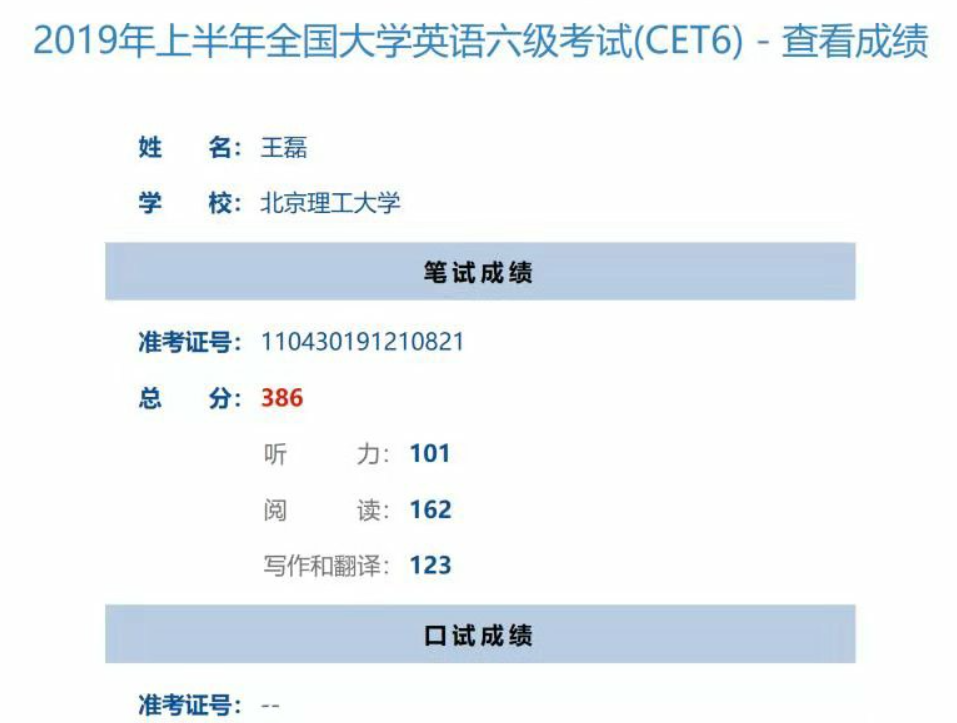 2019年上半年全国大学英语六级考试(CET6) - 查看成绩
姓 名： 王磊
学 校： 北京理工大学
笔试成绩
准考证号： 110430191210821
总 分： 386
听 力： 101
阅 读： 162
写作和翻译： 123
口试成绩
准考证号： --